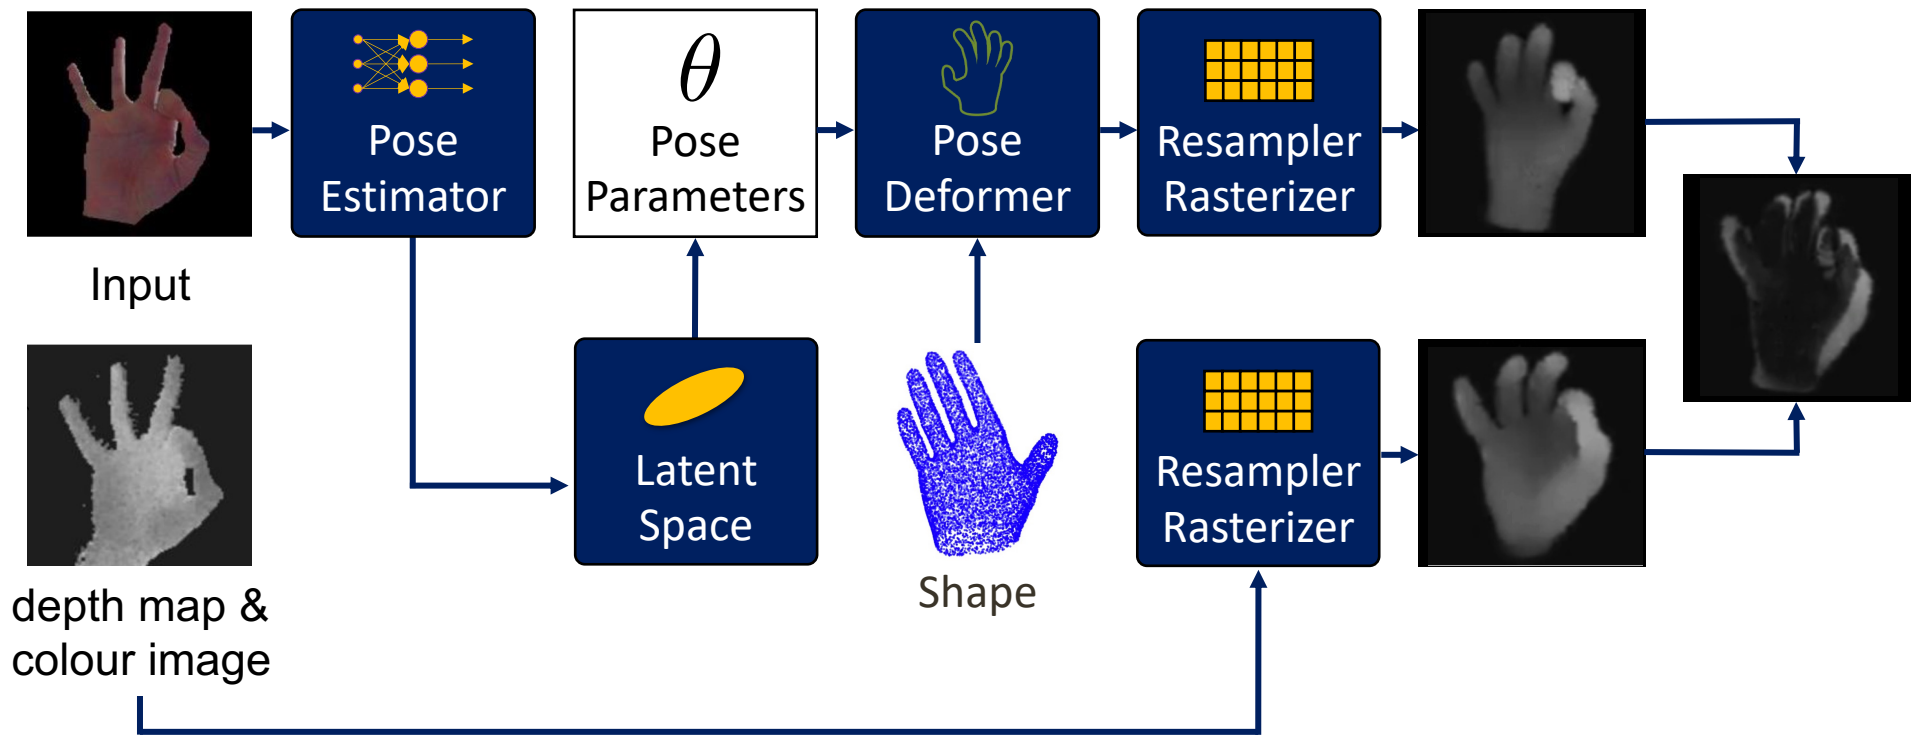 Input
depth map &
colour image
Pose
Estimator
θ
Pose
Parameters
Latent
Space
Pose
Deformer
Shape
Resampler
Rasterizer
Resampler
Rasterizer